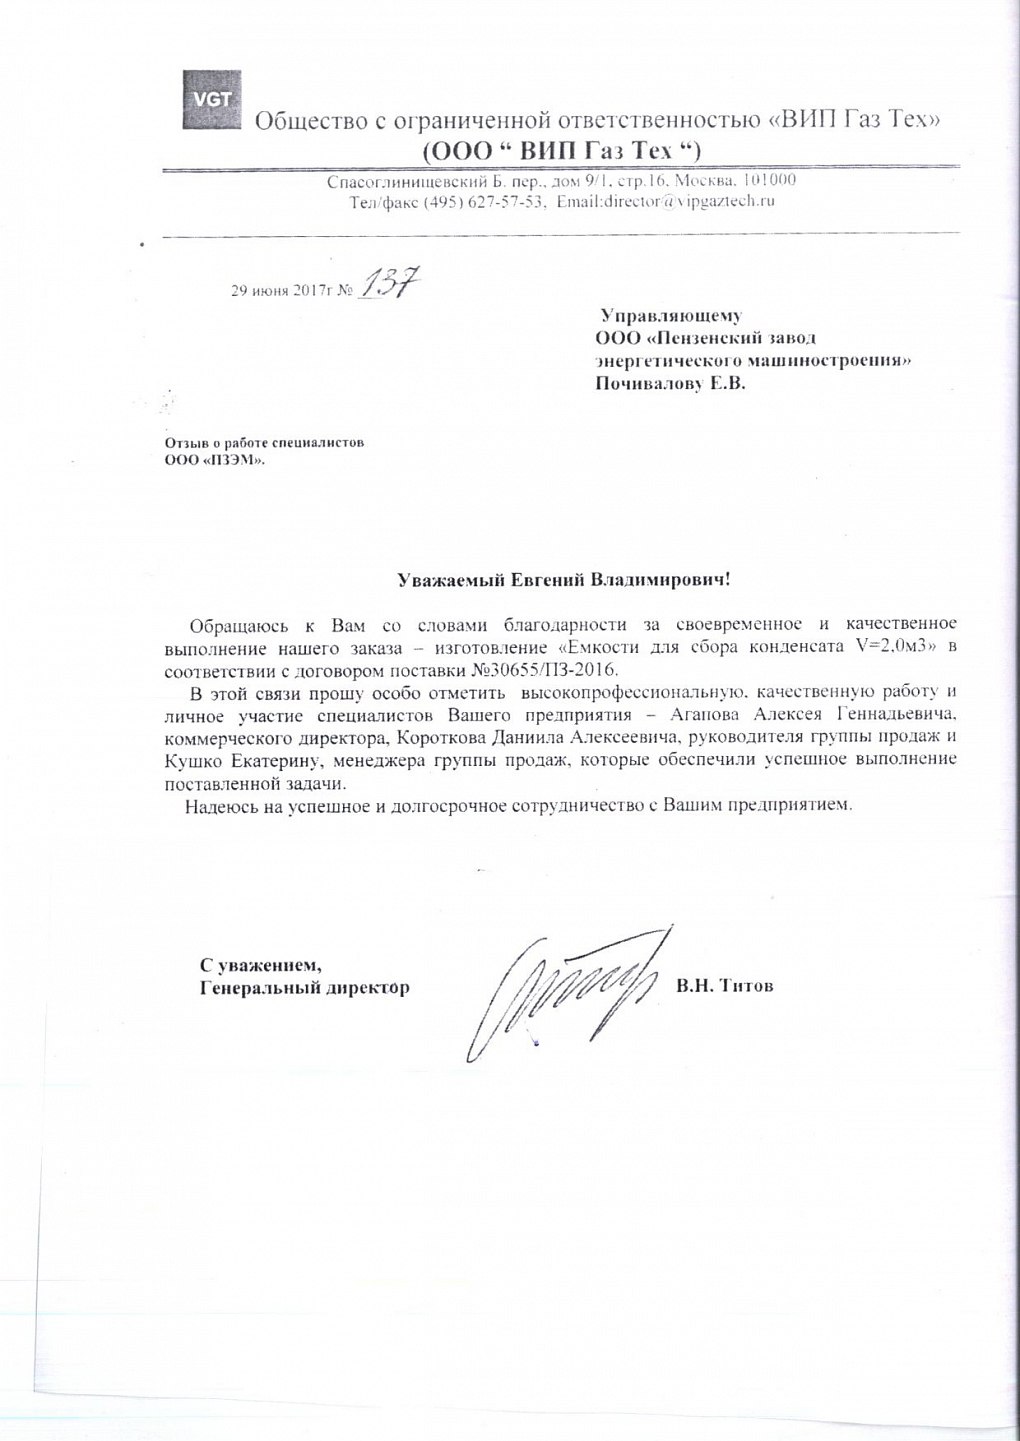 VGT
Общество с ограниченной ответственностью «ВИП Газ Тех»
(ООО “ ВИП Газ Тех “)
Спасоглинищевский Б. пер., дом 9/1, стр.16, Москва, 101000
Тел/факс (495) 627-57-53, Email:director@vipgaztech.ru
29 июня 2017г № 137
Управляющему
ООО «Пензенский завод
энергетического машиностроения»
Почивалову Е.В.
Отзыв о работе специалистов
ООО «ПЗЭМ».
Уважаемый Евгений Владимирович!
Обращаюсь к Вам со словами благодарности за своевременное и качественное
выполнение нашего заказа – изготовление «Емкости для сбора конденсата V=2,0м3» в
соответствии с договором поставки №30655/ПЗ-2016.
В этой связи прошу особо отметить высокопрофессиональную, качественную работу и
личное участие специалистов Вашего предприятия – Агапова Алексея Геннадьевича,
коммерческого директора, Короткова Даниила Алексеевича, руководителя группы продаж и
Кушко Екатерину, менеджера группы продаж, которые обеспечили успешное выполнение
поставленной задачи.
Надеюсь на успешное и долгосрочное сотрудничество с Вашим предприятием.
С уважением,
Генеральный директор
В.Н. Титов